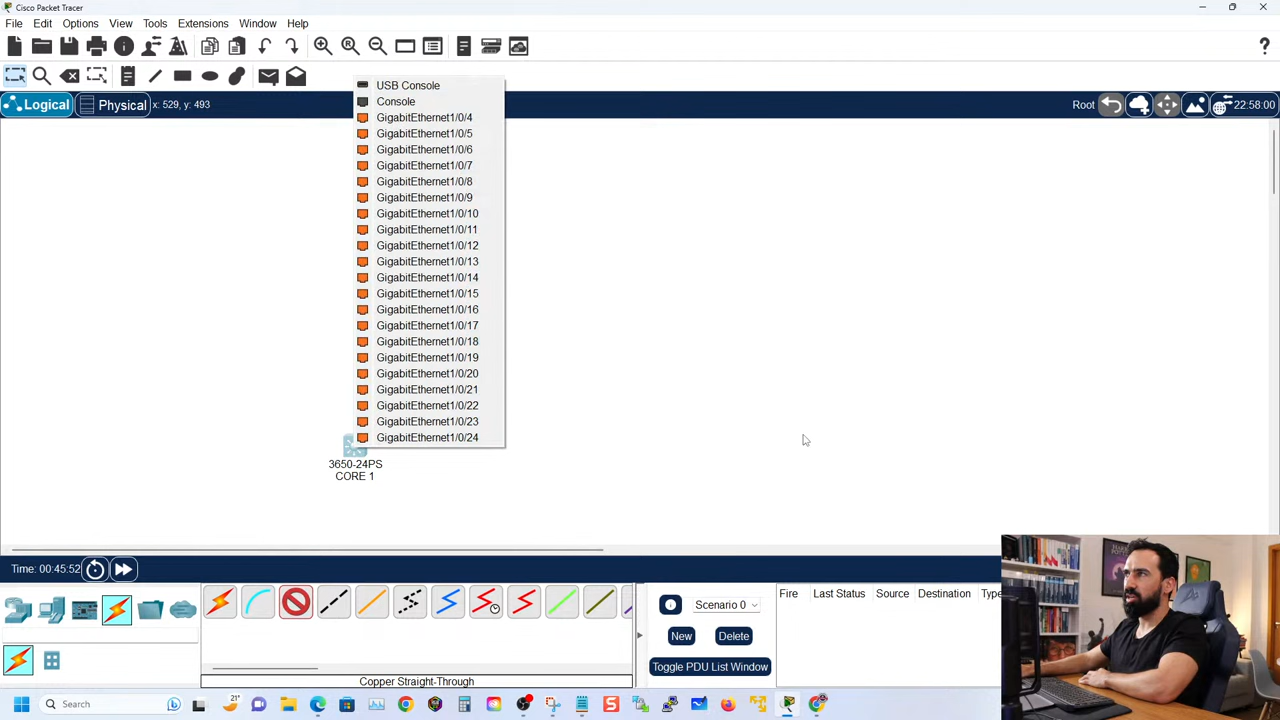 Cisco Packet Tracer
File Edit Options View Tools Extensions Window Help
Logical Physical x: 529, y: 493 Root 22:58:00
USB Console
Console
GigabitEthernet1/0/4
GigabitEthernet1/0/5
GigabitEthernet1/0/6
GigabitEthernet1/0/7
GigabitEthernet1/0/8
GigabitEthernet1/0/9
GigabitEthernet1/0/10
GigabitEthernet1/0/11
GigabitEthernet1/0/12
GigabitEthernet1/0/13
GigabitEthernet1/0/14
GigabitEthernet1/0/15
GigabitEthernet1/0/16
GigabitEthernet1/0/17
GigabitEthernet1/0/18
GigabitEthernet1/0/19
GigabitEthernet1/0/20
GigabitEthernet1/0/21
GigabitEthernet1/0/22
GigabitEthernet1/0/23
GigabitEthernet1/0/24
3650-24PS
CORE 1
Time: 00:45:52
Scenario 0
New Delete
Toggle PDU List Window
Fire Last Status Source Destination Type
Copper Straight-Through
Search
21°